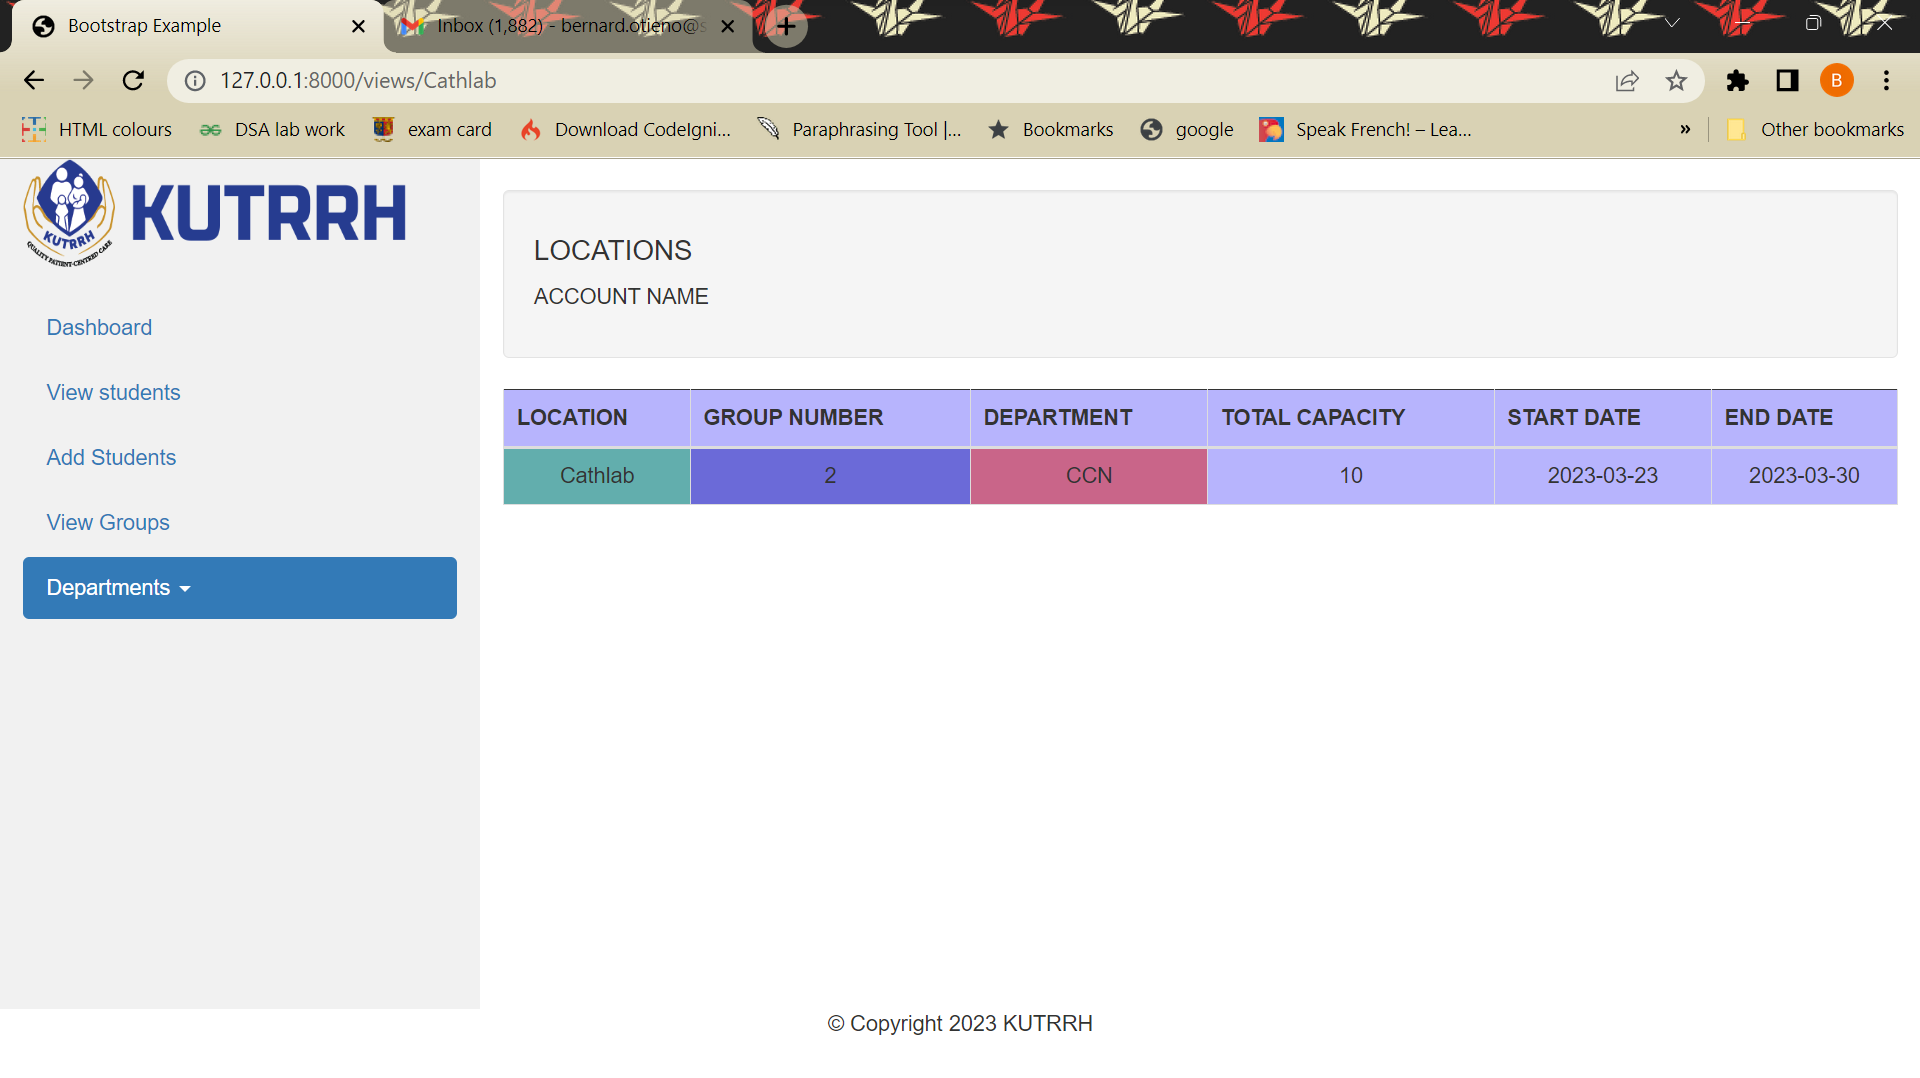 Bootstrap Example
Inbox (1,882) - bernard.otieno@s
127.0.0.1:8000/views/Cathlab
B
HTML colours
DSA lab work
exam card
Download CodeIgni...
Paraphrasing Tool |...
Bookmarks
google
Speak French! – Lea...
»
Other bookmarks
KUTRRH
QUALITY PATIENT-CENTRED CARE
KUTRRH
Dashboard
View students
Add Students
View Groups
Departments
LOCATIONS
ACCOUNT NAME
LOCATION GROUP NUMBER DEPARTMENT TOTAL CAPACITY START DATE END DATE
Cathlab 2 CCN 10 2023-03-23 2023-03-30
© Copyright 2023 KUTRRH